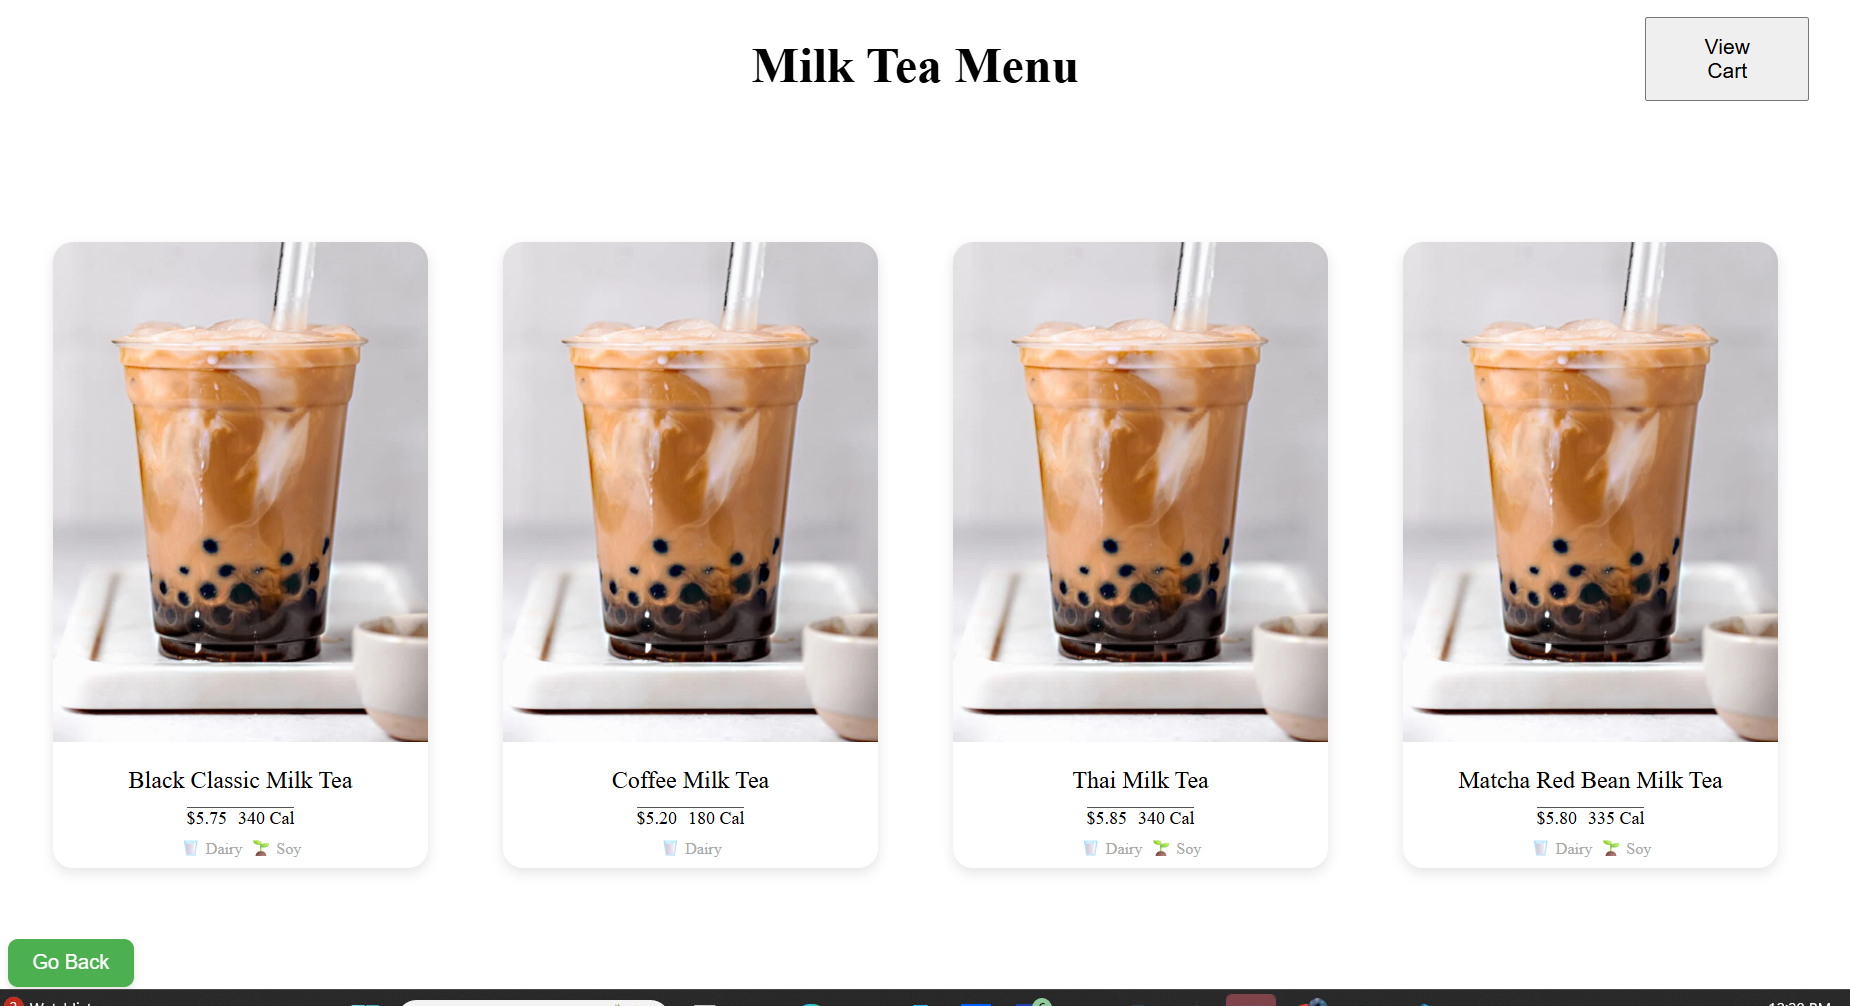 Milk Tea Menu
View
Cart
Black Classic Milk Tea
$5.75 340 Cal
Dairy Soy
Coffee Milk Tea
$5.20 180 Cal
Dairy
Thai Milk Tea
$5.85 340 Cal
Dairy Soy
Matcha Red Bean Milk Tea
$5.80 335 Cal
Dairy Soy
Go Back